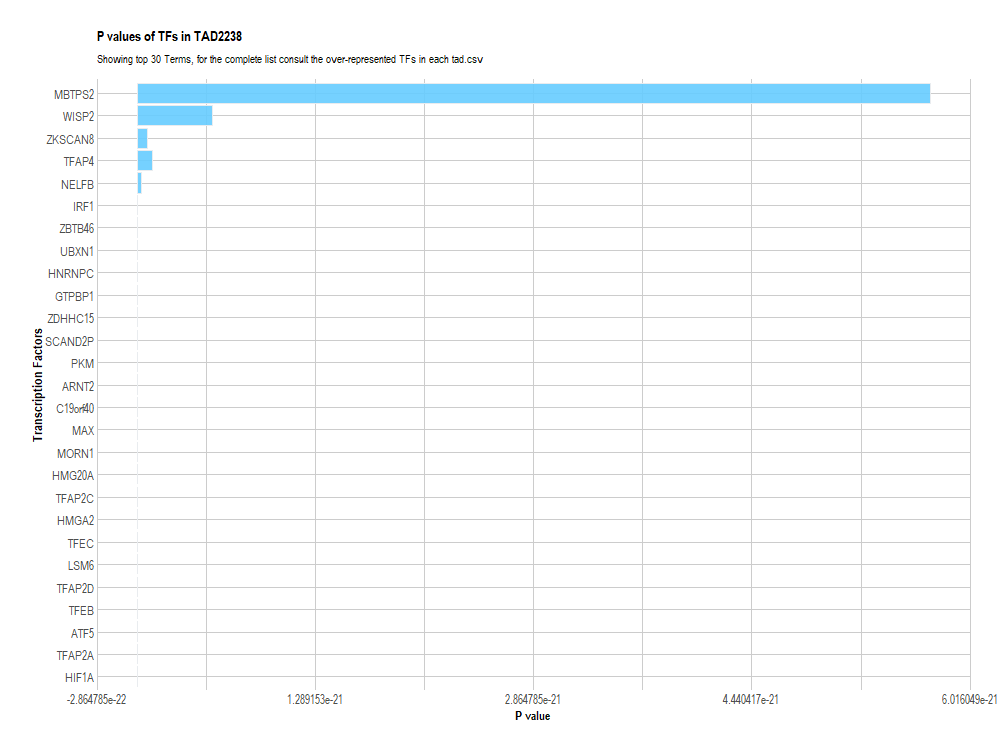 P values of TFs in TAD2238
Showing top 30 Terms, for the complete list consult the over-represented TFs in each tad.csv
MBTPS2
WISP2
ZKSCAN8
TFAP4
NELFB
IRF1
ZBTB46
UBXN1
HNRNPC
GTPBP1
ZDHHC15
SCAND2P
PKM
ARNT2
C19orf40
MAX
MORN1
HMG20A
TFAP2C
HMGA2
TFEC
LSM6
TFAP2D
TFEB
ATF5
TFAP2A
HIF1A
Transcription Factors
-2.864785e-22
1.289153e-21
2.864785e-21
4.440417e-21
6.016049e-21
P value